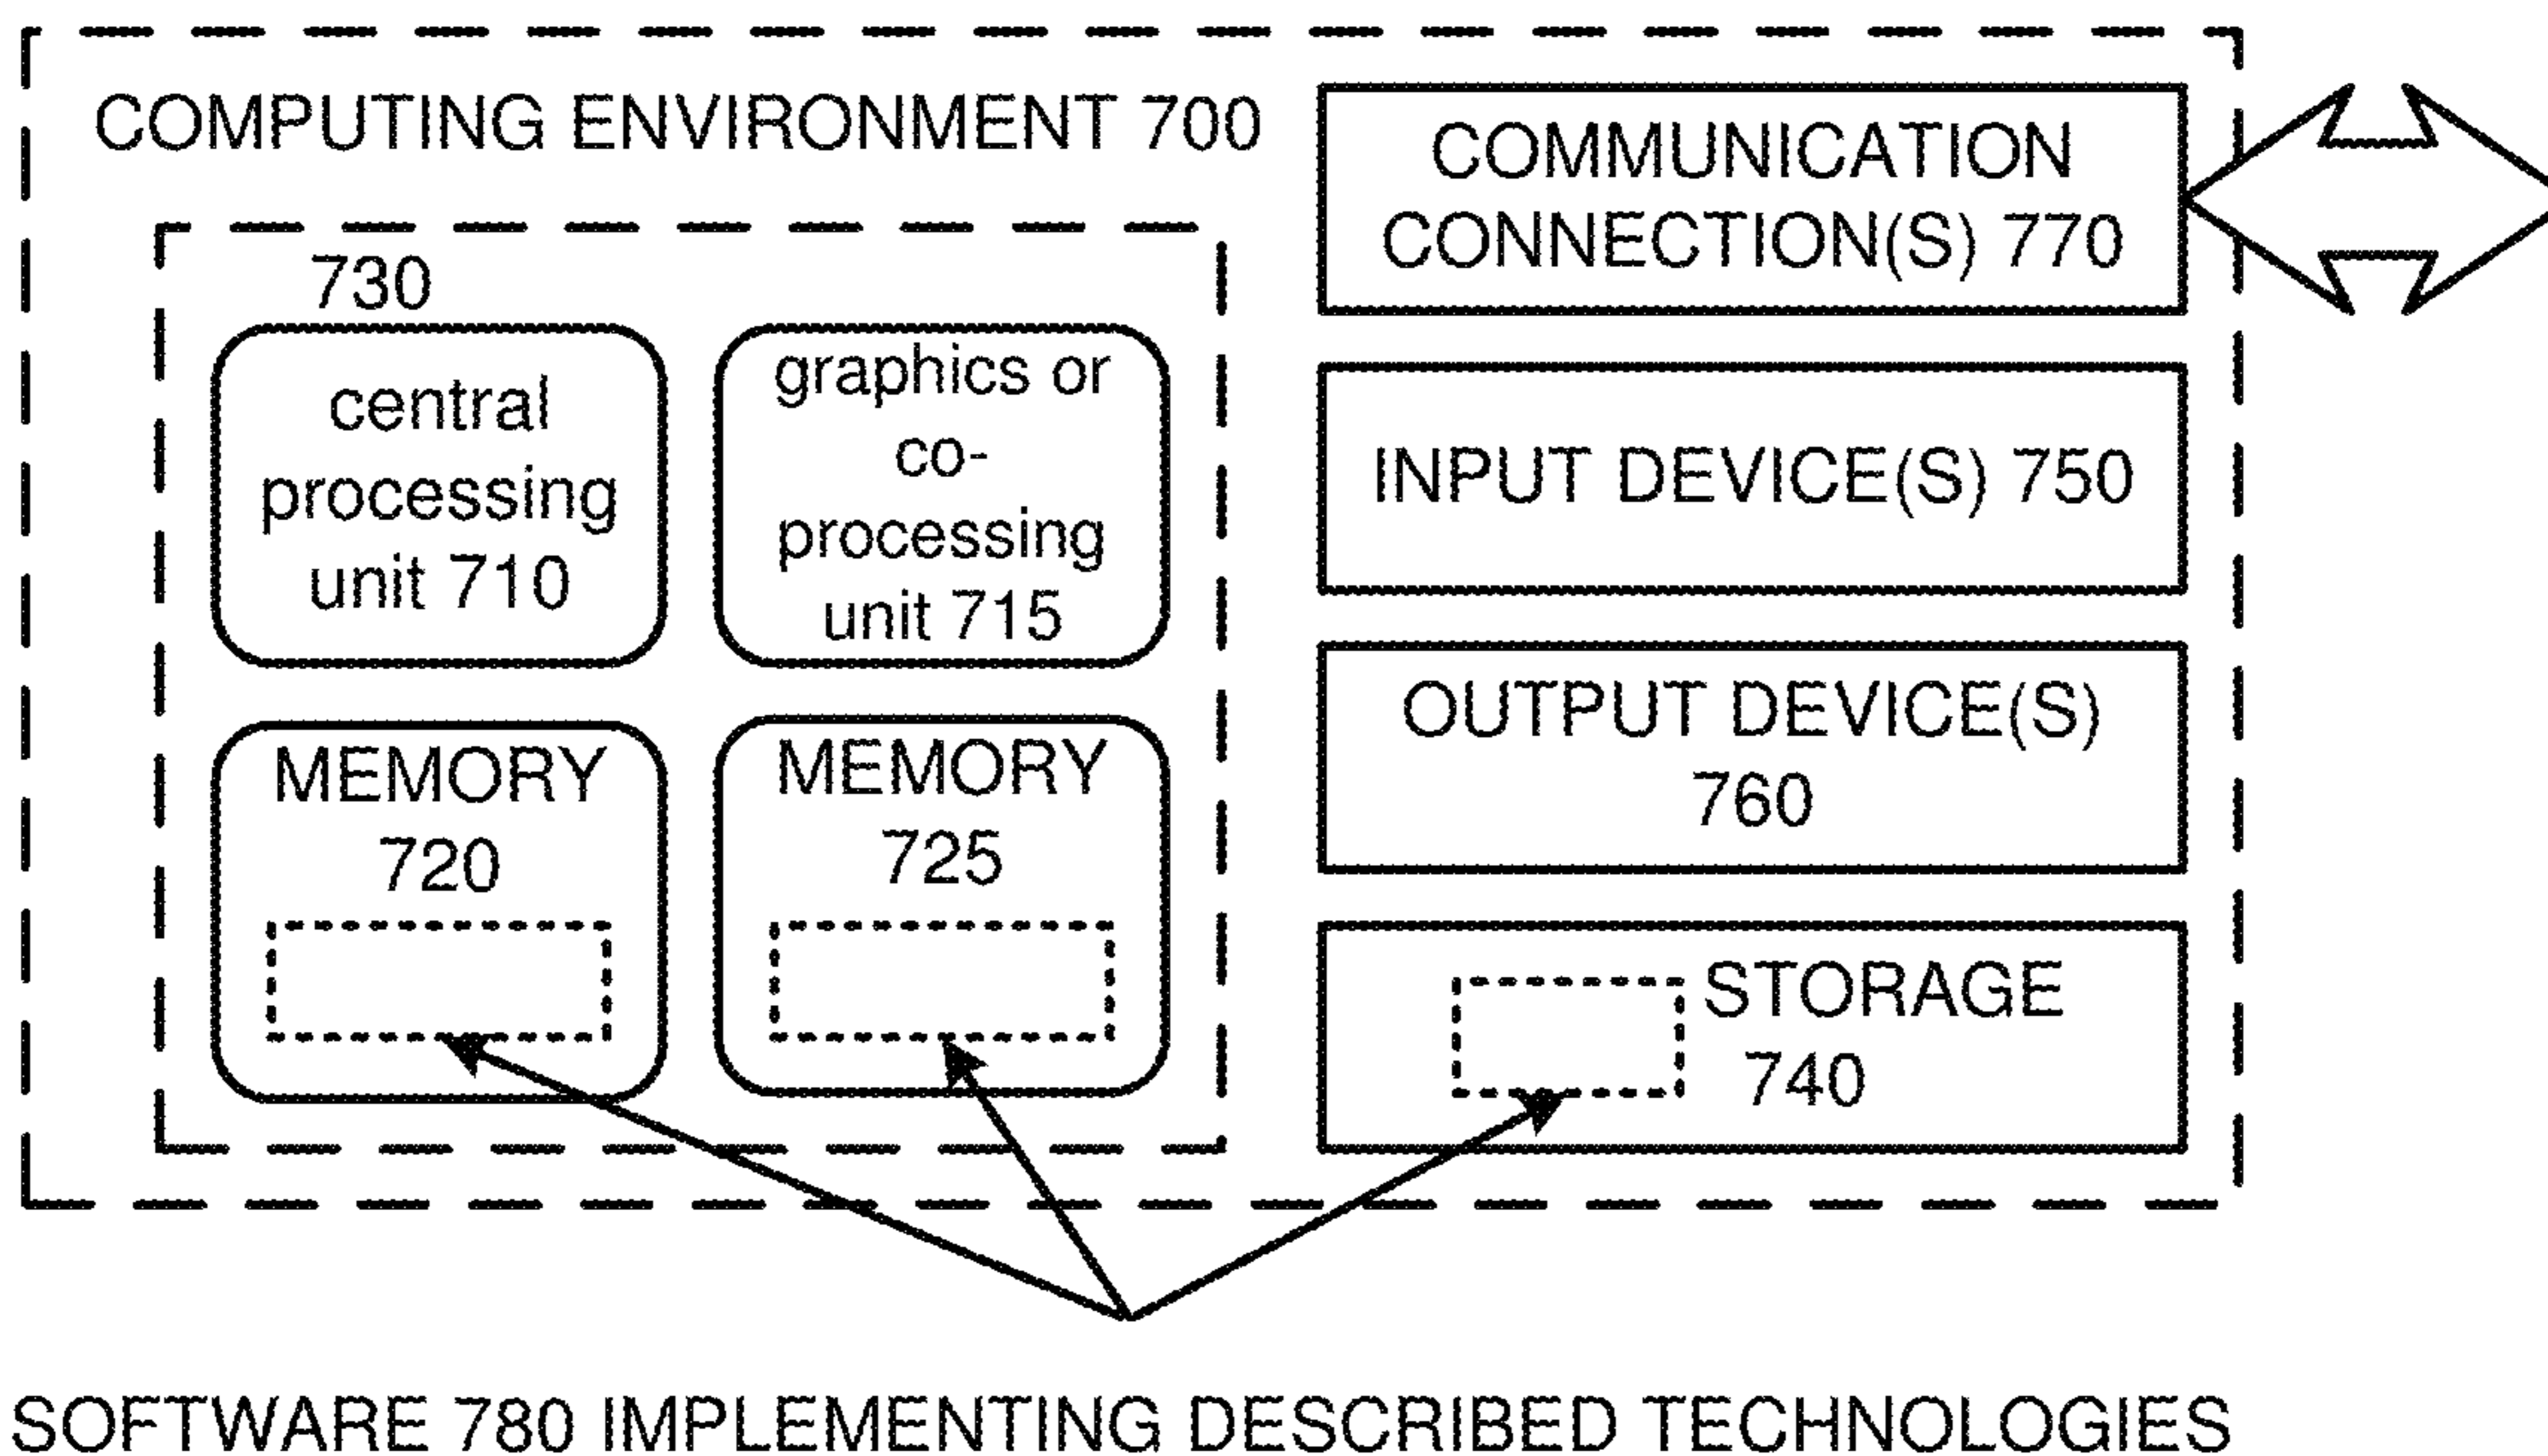 COMPUTING ENVIRONMENT 700
730
central
processing
unit 710
graphics or
co-
processing
unit 715
MEMORY
720
MEMORY
725
COMMUNICATION
CONNECTION(S) 770
INPUT DEVICE(S) 750
OUTPUT DEVICE(S)
760
STORAGE
740
SOFTWARE 780 IMPLEMENTING DESCRIBED TECHNOLOGIES